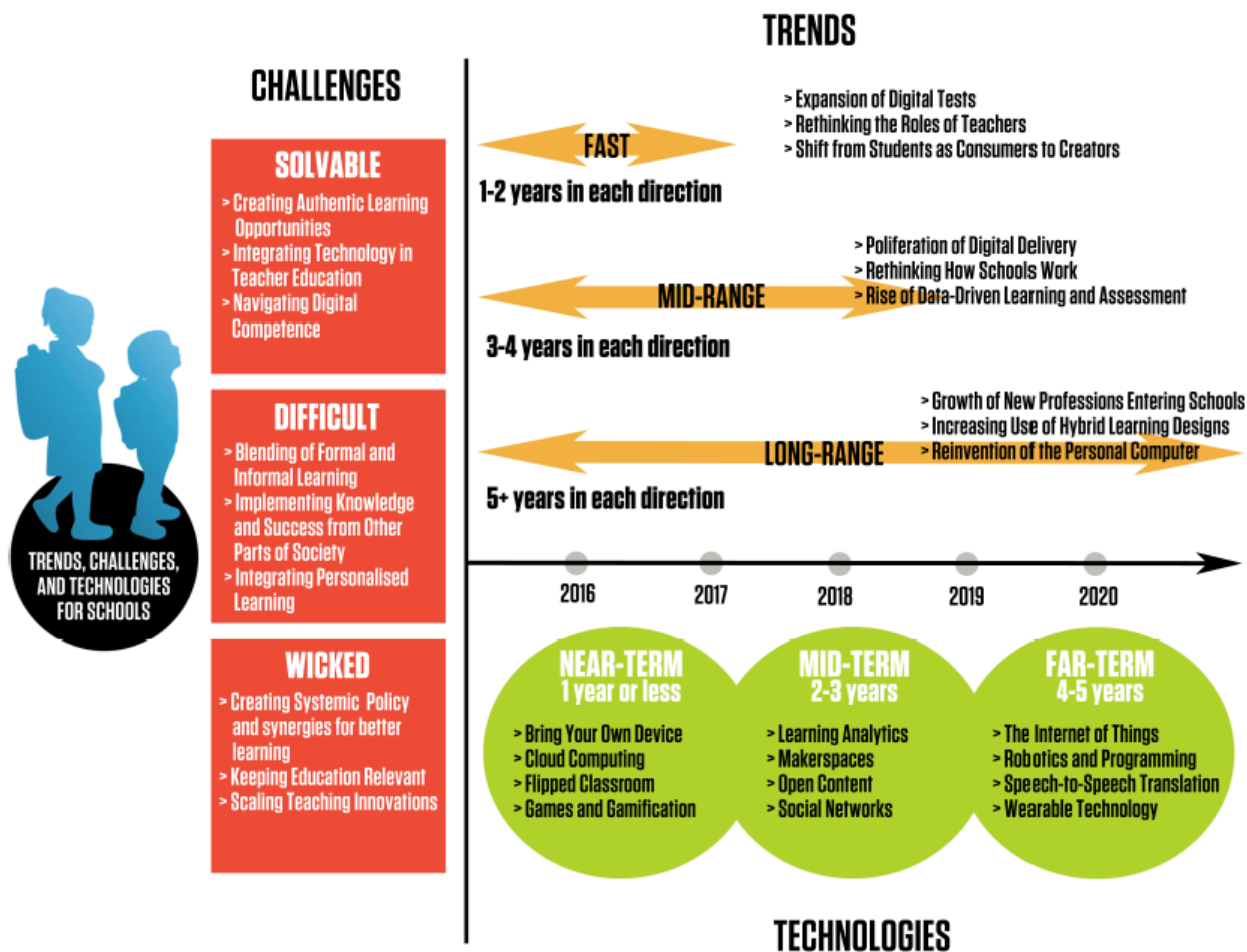 TRENDS
CHALLENGES
SOLVABLE
> Creating Authentic Learning
Opportunities
> Integrating Technology in
Teacher Education
> Navigating Digital
Competence
DIFFICULT
> Blending of Formal and
Informal Learning
> Implementing Knowledge
and Success from Other
Parts of Society
> Integrating Personalised
Learning
WICKED
> Creating Systemic Policy
and synergies for better
learning
> Keeping Education Relevant
> Scaling Teaching Innovations
TRENDS, CHALLENGES,
AND TECHNOLOGIES
FOR SCHOOLS
FAST
1-2 years in each direction
> Expansion of Digital Tests
> Rethinking the Roles of Teachers
> Shift from Students as Consumers to Creators
MID-RANGE
3-4 years in each direction
> Poliferation of Digital Delivery
> Rethinking How Schools Work
> Rise of Data-Driven Learning and Assessment
LONG-RANGE
5+ years in each direction
> Growth of New Professions Entering Schools
> Increasing Use of Hybrid Learning Designs
> Reinvention of the Personal Computer
2016
2017
2018
2019
2020
NEAR-TERM
1 year or less
> Bring Your Own Device
> Cloud Computing
> Flipped Classroom
> Games and Gamification
MID-TERM
2-3 years
> Learning Analytics
> Makerspaces
> Open Content
> Social Networks
FAR-TERM
4-5 years
> The Internet of Things
> Robotics and Programming
> Speech-to-Speech Translation
> Wearable Technology
TECHNOLOGIES